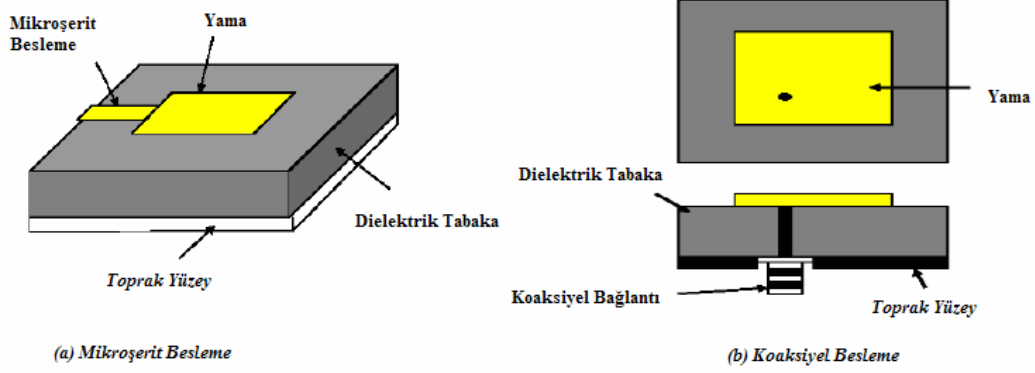 Mikroşerit
Besleme
Yama
Dielektrik Tabaka
Toprak Yüzey
(a) Mikroşerit Besleme
Yama
Dielektrik Tabaka
Koaksiyel Bağlantı
Toprak Yüzey
(b) Koaksiyel Besleme